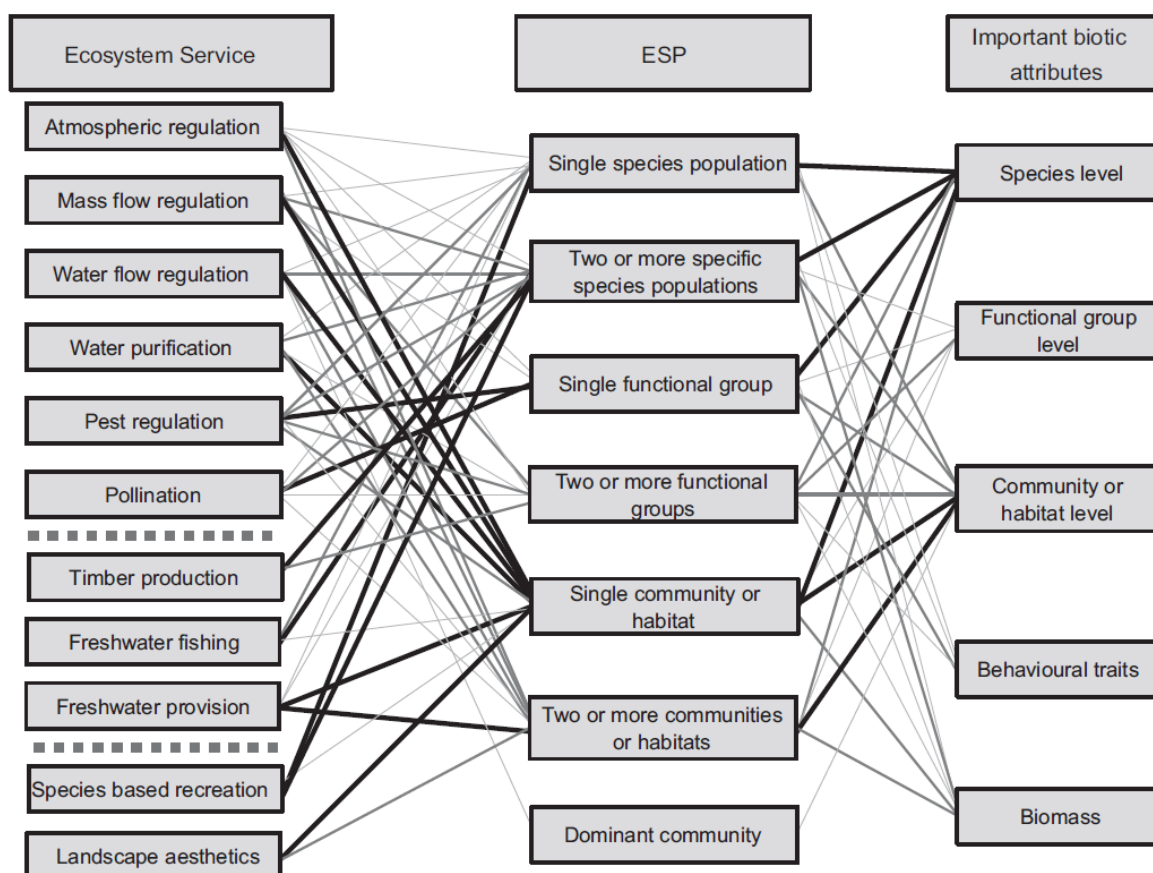 Ecosystem Service
ESP
Important biotic
attributes
Atmospheric regulation
Mass flow regulation
Water flow regulation
Water purification
Pest regulation
Pollination
Timber production
Freshwater fishing
Freshwater provision
Species based recreation
Landscape aesthetics
Single species population
Two or more specific
species populations
Single functional group
Two or more functional
groups
Single community or
habitat
Two or more communities
or habitats
Dominant community
Species level
Functional group
level
Community or
habitat level
Behavioural traits
Biomass